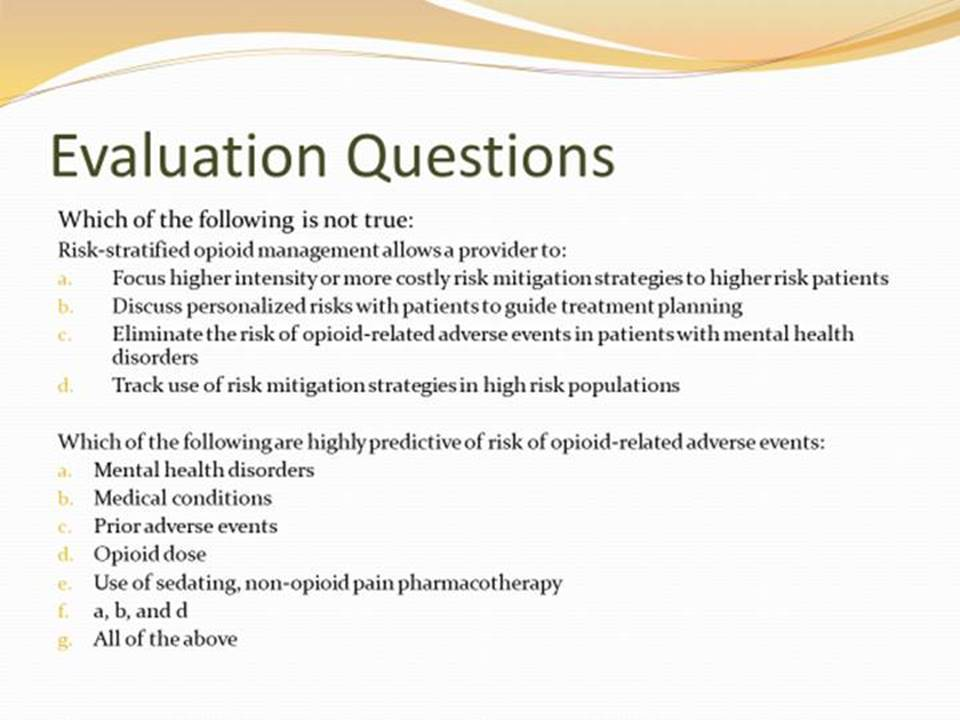 Evaluation Questions
Which of the following is not true:
Risk-stratified opioid management allows a provider to:
a. Focus higher intensity or more costly risk mitigation strategies to higher risk patients
b. Discuss personalized risks with patients to guide treatment planning
c. Eliminate the risk of opioid-related adverse events in patients with mental health
disorders
d. Track use of risk mitigation strategies in high risk populations
Which of the following are highly predictive of risk of opioid-related adverse events:
a. Mental health disorders
b. Medical conditions
c. Prior adverse events
d. Opioid dose
e. Use of sedating, non-opioid pain pharmacotherapy
f. a, b, and d
g. All of the above